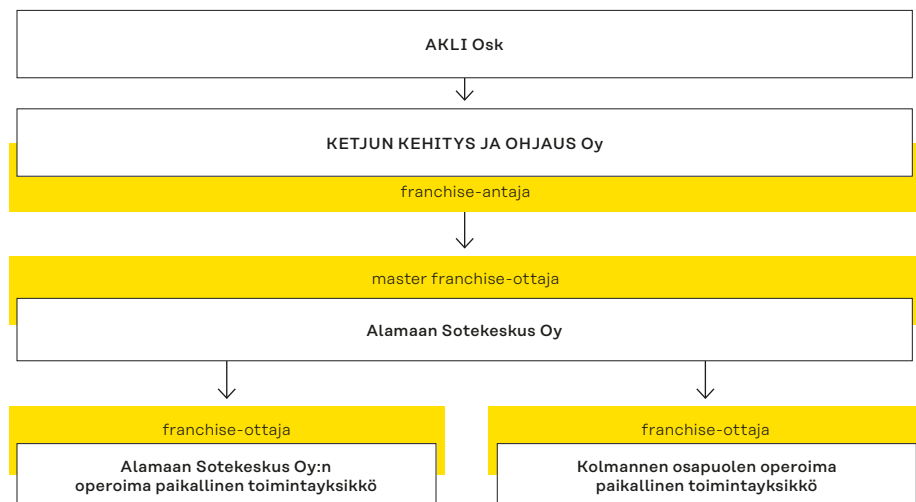 AKLI Osk
KETJUN KEHITYS JA OHJAUS Oy
franchise-antaja
master franchise-ottaja
Alamaan Sotekeskus Oy
franchise-ottaja
Alamaan Sotekeskus Oy:n
operoima paikallinen toimintayksikkö
franchise-ottaja
Kolmannen osapuolen operoima
paikallinen toimintayksikkö